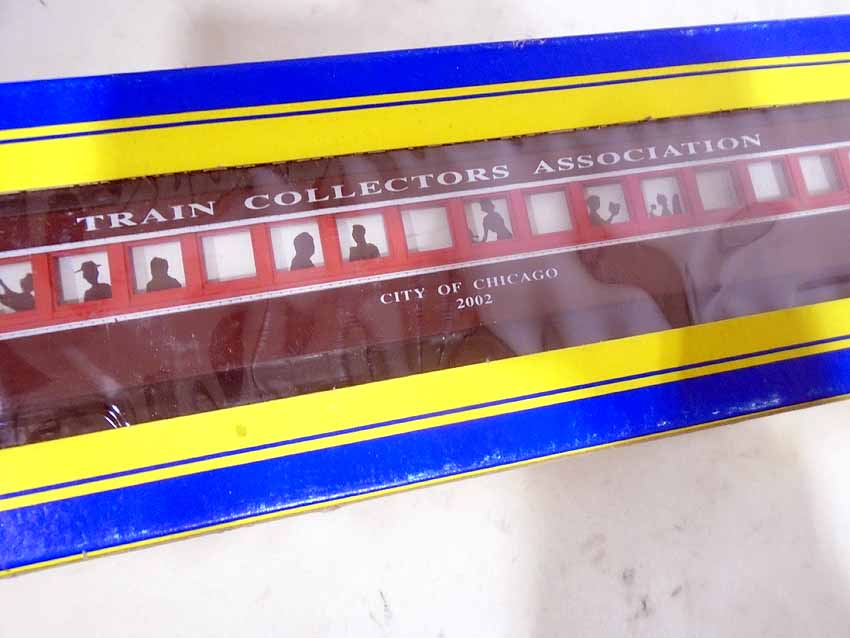 TRAIN COLLECTORS ASSOCIATION
CITY OF CHICAGO
2002